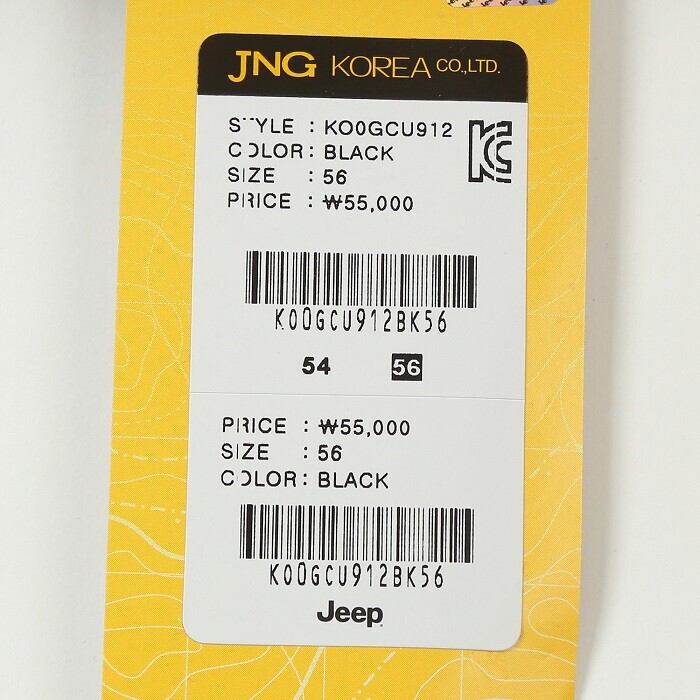 JNG KOREA CO.,LTD.
STYLE : KO0GCU912
COLOR : BLACK
SIZE : 56
PRICE : ₩55,000
KC
K00GCU912BK56
54 56
PRICE : ₩55,000
SIZE : 56
COLOR : BLACK
K00GCU912BK56
Jeep